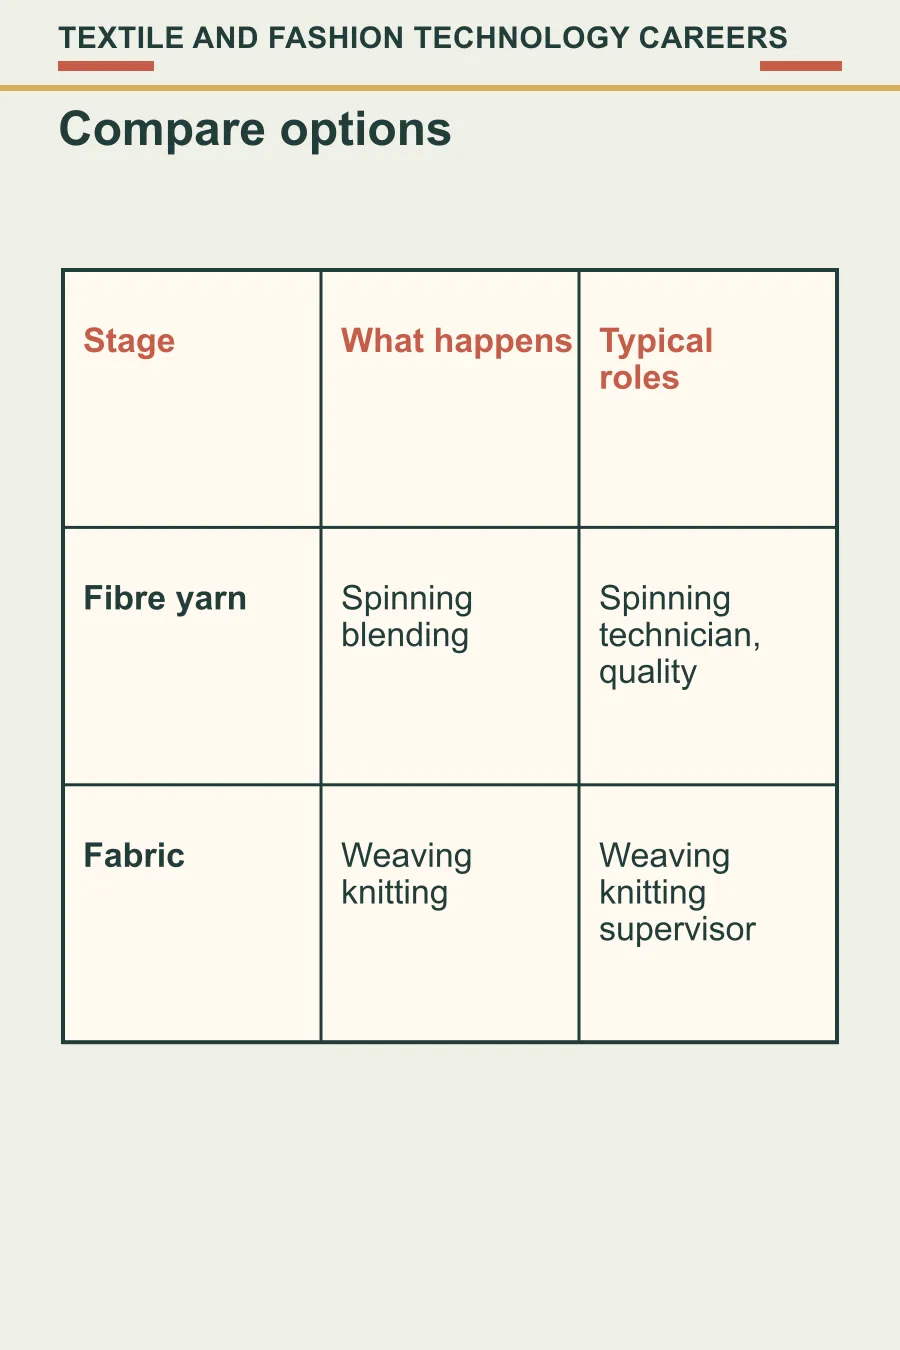 TEXTILE AND FASHION TECHNOLOGY CAREERS
Compare options
Stage
What happens
Typical
roles
Fibre yarn
Spinning
blending
Spinning
technician,
quality
Fabric
Weaving
knitting
Weaving
knitting
supervisor